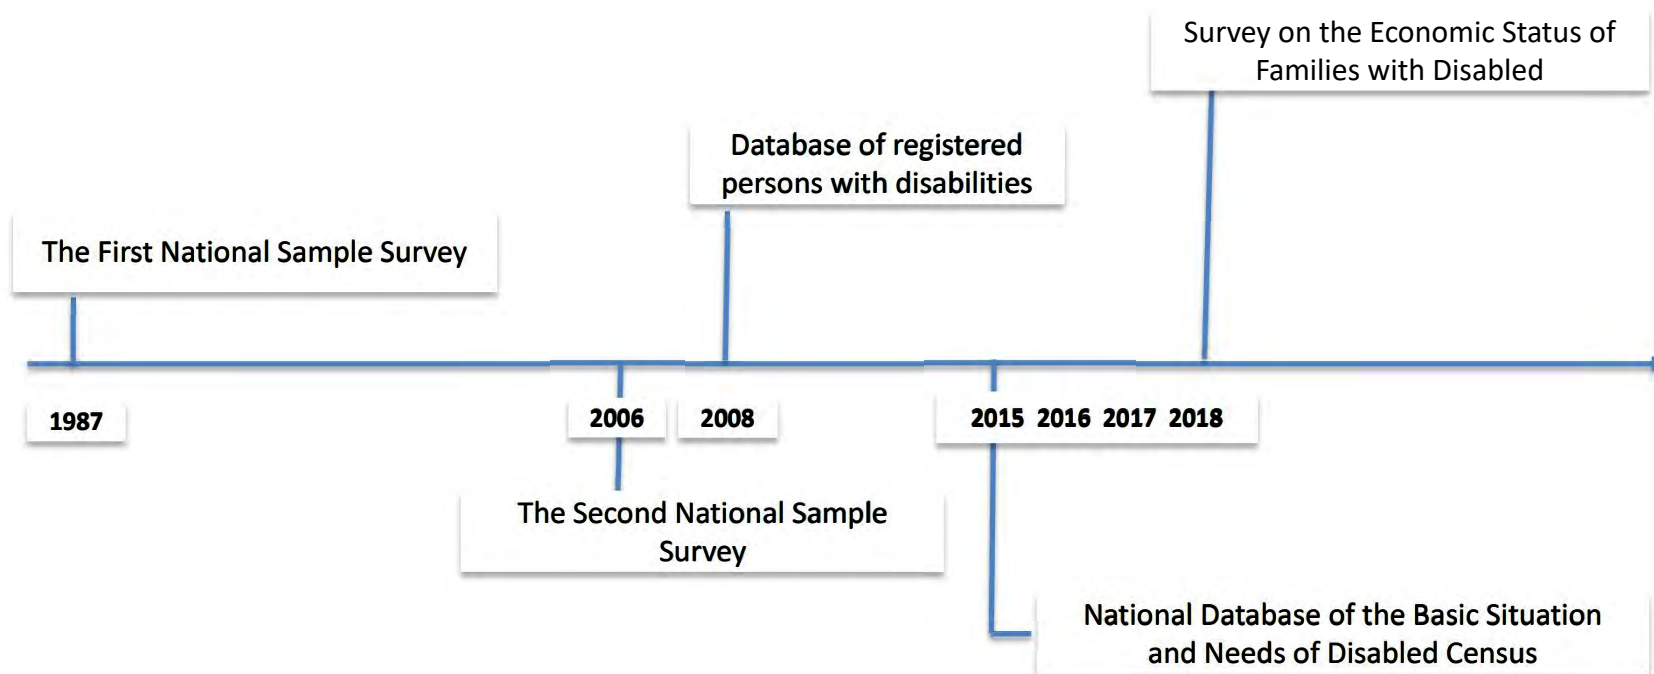 Survey on the Economic Status of
Families with Disabled
Database of registered
persons with disabilities
The First National Sample Survey
1987
2006
2008
2015 2016 2017 2018
The Second National Sample
Survey
National Database of the Basic Situation
and Needs of Disabled Census